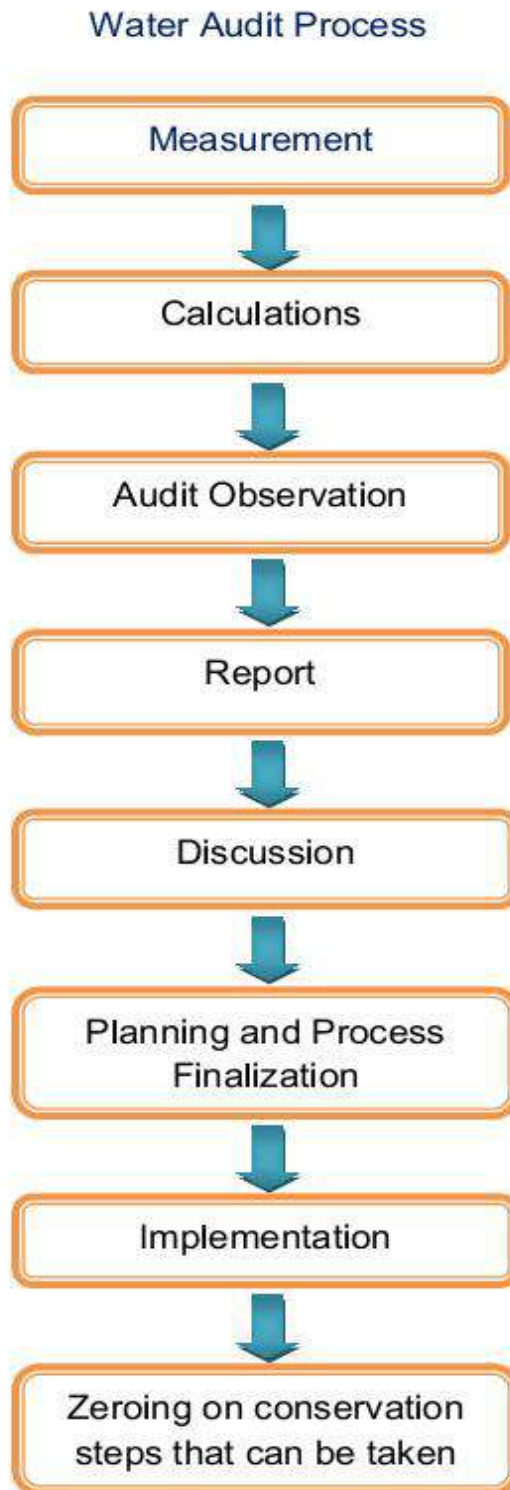 Water Audit Process
Measurement
Calculations
Audit Observation
Report
Discussion
Planning and Process
Finalization
Implementation
Zeroing on conservation
steps that can be taken